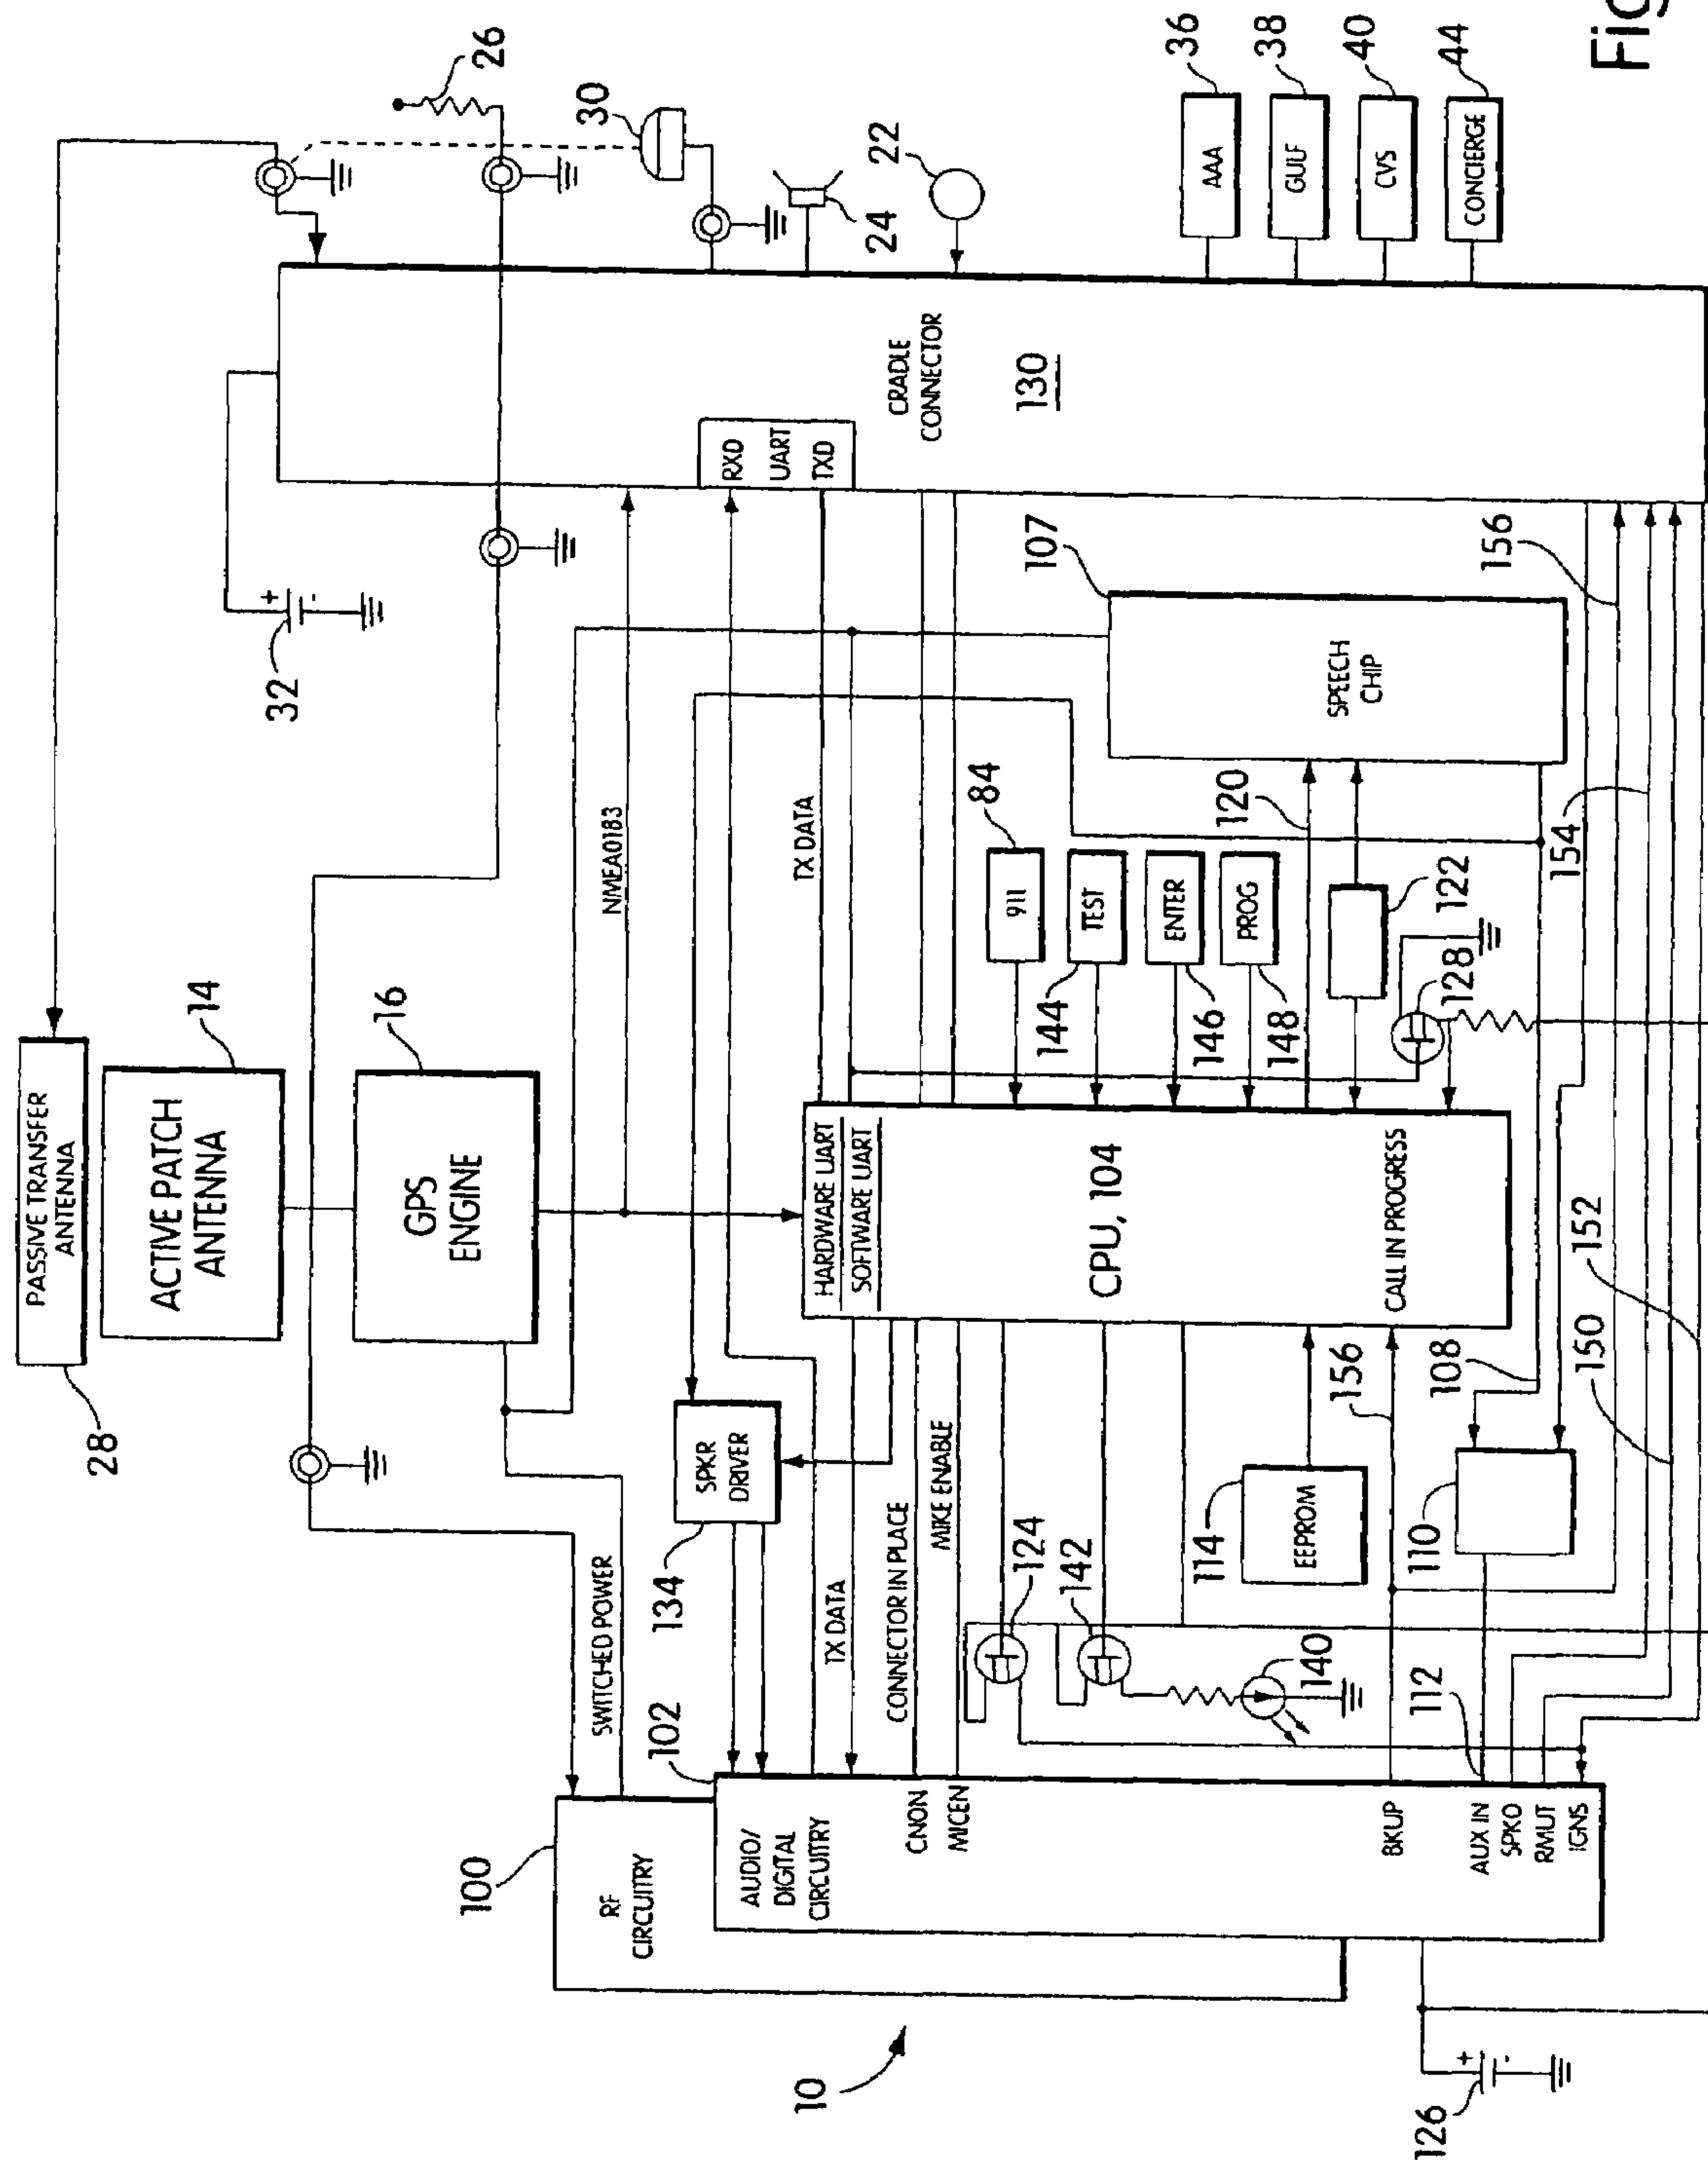 28
PASSIVE TRANSFER
ANTENNA
14
ACTIVE PATCH
ANTENNA
16
GPS
ENGINE
32
+
-
26
30
24
22
100
RF
CIRCUITRY
SWITCHED POWER
NMEA0183
102
AUDIO/
DIGITAL
CIRCUITRY
134
SPKR
DRIVER
TX DATA
TX DATA
RXD
UART
TXD
CRADLE
CONNECTOR
130
CNON
MICEN
CONNECTOR IN PLACE
MIKE ENABLE
HARDWARE UART
SOFTWARE UART
CPU, 104
CALL IN PROGRESS
84
911
144
TEST
146
ENTER
148
PROG
107
SPEECH
CHIP
120
122
128
124
142
140
114
EEPROM
156
108
110
112
BKUP
AUX IN
SPKO
RMUT
IGNS
150
152
154
156
36
AAA
38
GULF
40
CVS
44
CONCIERGE
10
126
+
-
Fig